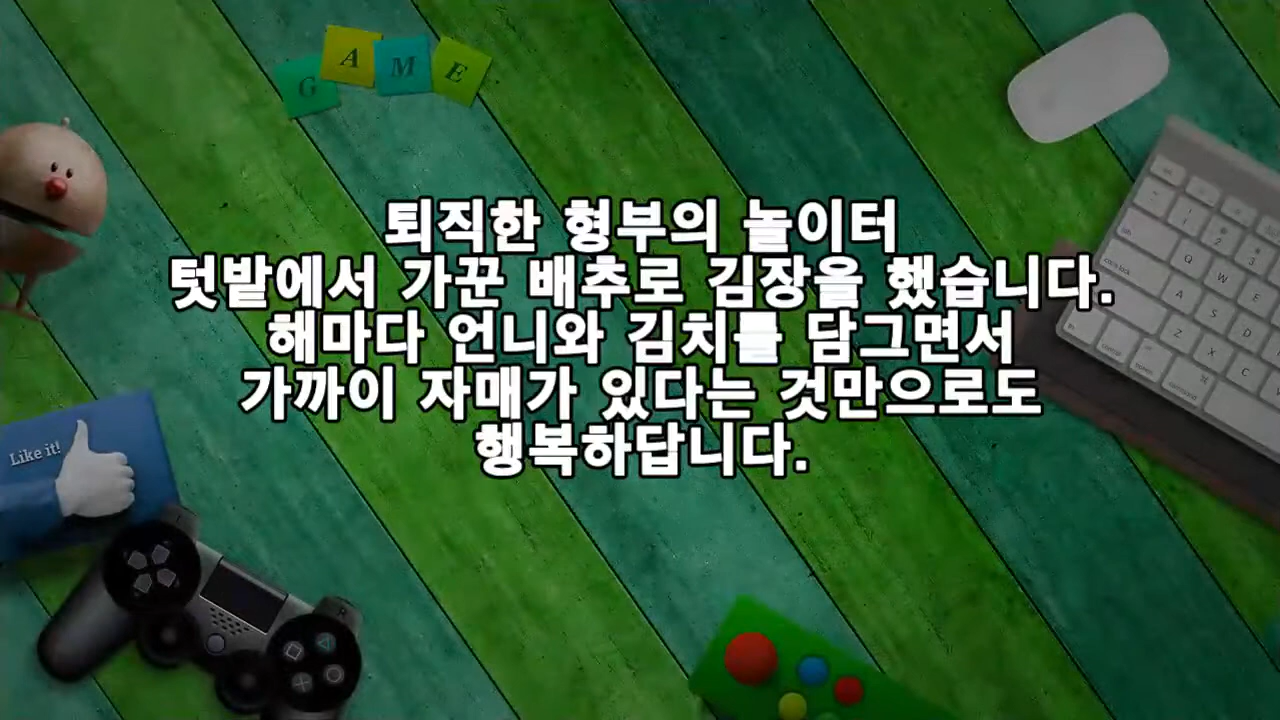 GAME
퇴직한 형부의 놀이터
텃밭에서 가꾼 배추로 김장을 했습니다.
해마다 언니와 김치를 담그면서
가까이 자매가 있다는 것만으로도
행복하답니다.
Like it!